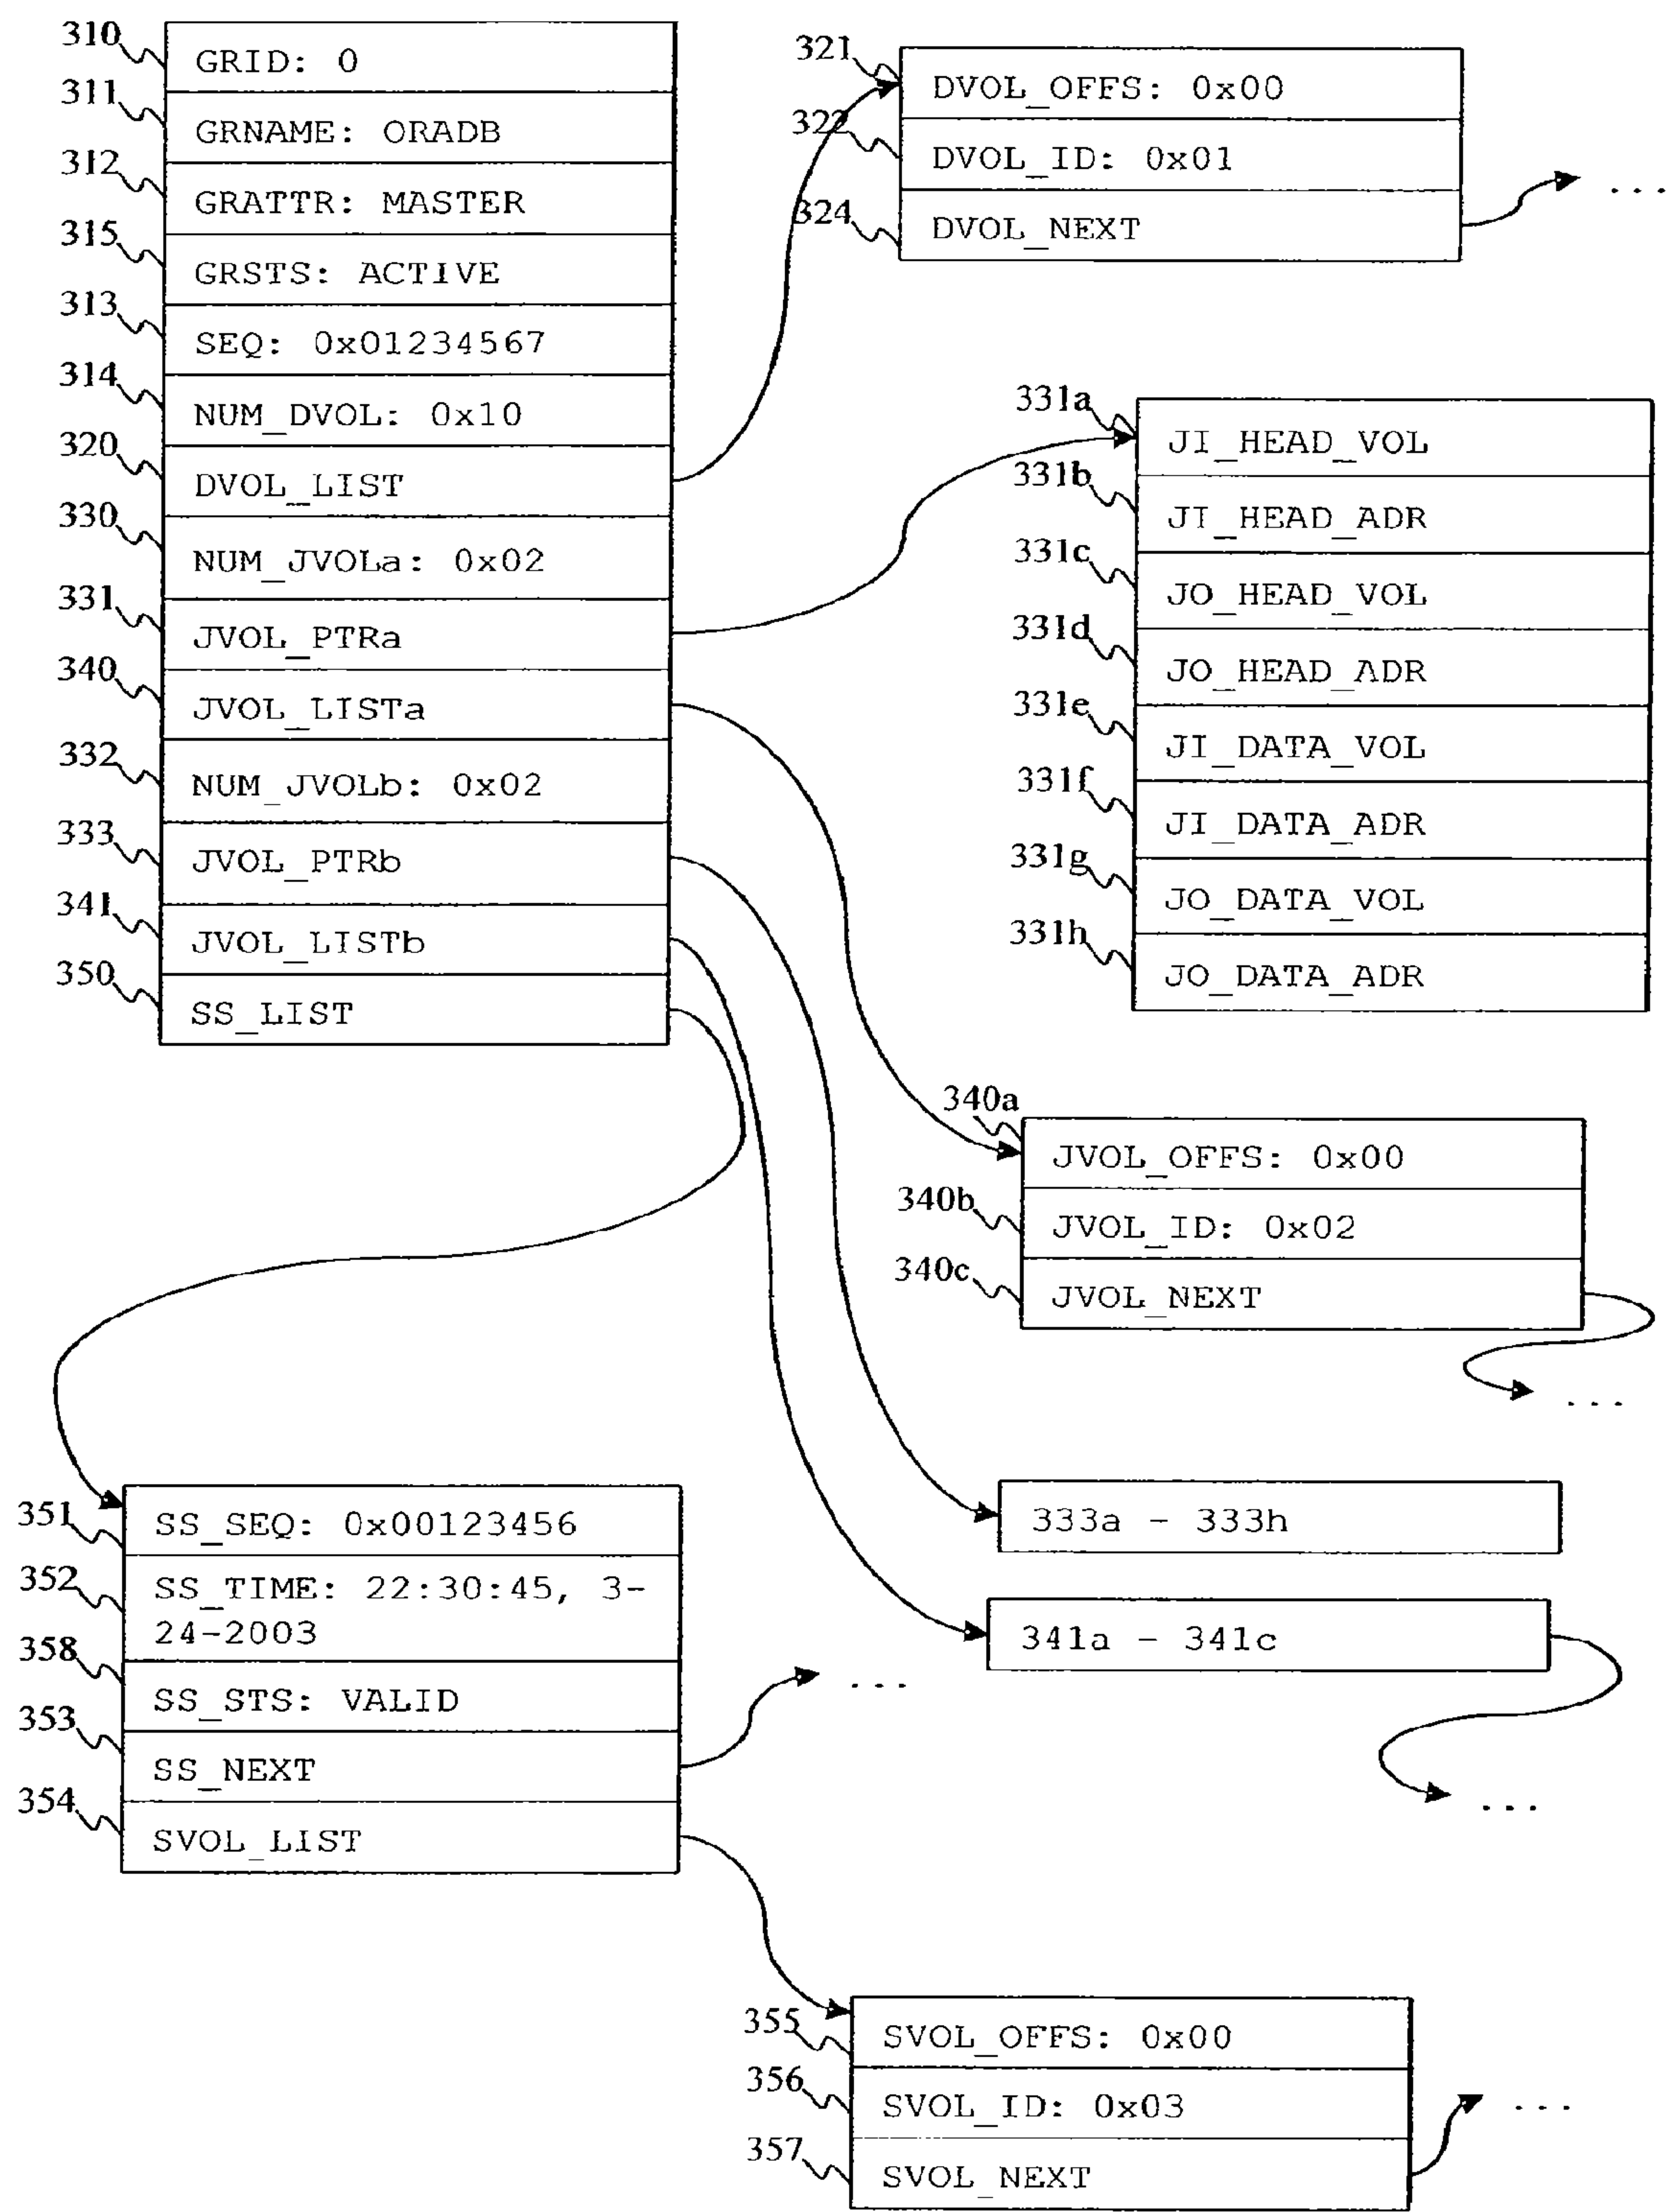 310 GRID: 0
311 GRNAME: ORADB
312 GRATTR: MASTER
315 GRSTS: ACTIVE
313 SEQ: 0x01234567
314 NUM_DVOL: 0x10
320 DVOL_LIST
330 NUM_JVOLa: 0x02
331 JVOL_PTRa
340 JVOL_LISTa
332 NUM_JVOLb: 0x02
333 JVOL_PTRb
341 JVOL_LISTb
350 SS_LIST
321 DVOL_OFFS: 0x00
322 DVOL_ID: 0x01
324 DVOL_NEXT
...
331a JI_HEAD_VOL
331b JI_HEAD_ADR
331c JO_HEAD_VOL
331d JO_HEAD_ADR
331e JI_DATA_VOL
331f JI_DATA_ADR
331g JO_DATA_VOL
331h JO_DATA_ADR
340a JVOL_OFFS: 0x00
340b JVOL_ID: 0x02
340c JVOL_NEXT
...
333a - 333h
341a - 341c
...
351 SS_SEQ: 0x00123456
352 SS_TIME: 22:30:45, 3-
24-2003
358 SS_STS: VALID
353 SS_NEXT
...
354 SVOL_LIST
355 SVOL_OFFS: 0x00
356 SVOL_ID: 0x03
357 SVOL_NEXT
...